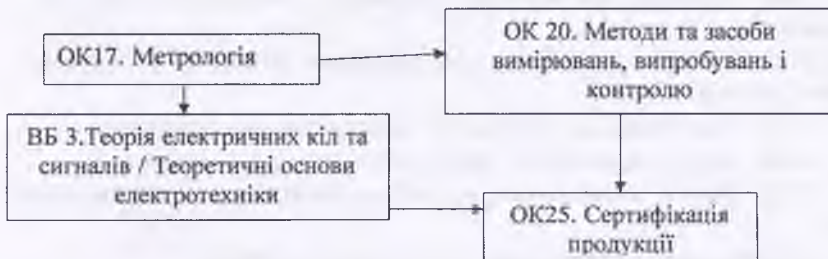 ОК17. Метрологія
ОК 20. Методи та засоби
вимірювань, випробувань і
контролю
ВБ 3.Теорія електричних кіл та
сигналів / Теоретичні основи
електротехніки
ОК25. Сертифікація
продукції